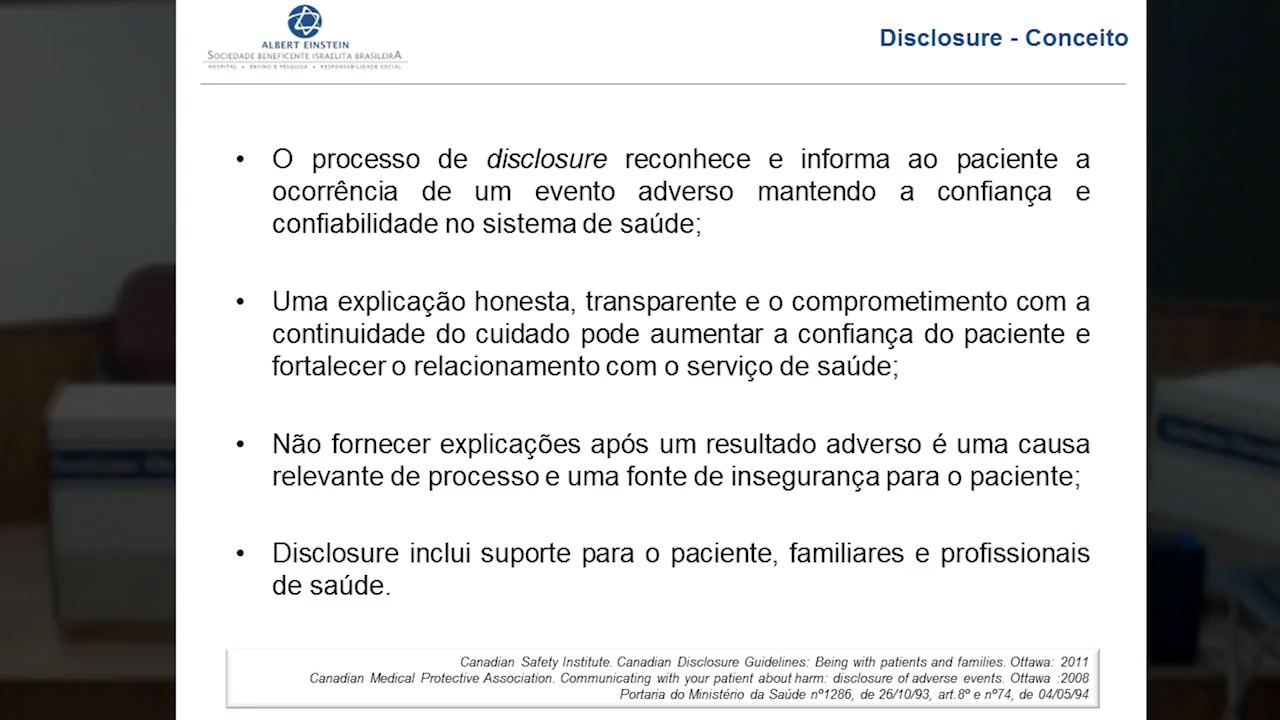 ALBERT EINSTEIN
SOCIEDADE BENEFICENTE ISRAELITA BRASILEIRA
HOSPITAL • ENSINO E PESQUISA • RESPONSABILIDADE SOCIAL
Disclosure - Conceito
• O processo de disclosure reconhece e informa ao paciente a
ocorrência de um evento adverso mantendo a confiança e
confiabilidade no sistema de saúde;
• Uma explicação honesta, transparente e o comprometimento com a
continuidade do cuidado pode aumentar a confiança do paciente e
fortalecer o relacionamento com o serviço de saúde;
• Não fornecer explicações após um resultado adverso é uma causa
relevante de processo e uma fonte de insegurança para o paciente;
• Disclosure inclui suporte para o paciente, familiares e profissionais
de saúde.
Canadian Safety Institute. Canadian Disclosure Guidelines: Being with patients and families. Ottawa: 2011
Canadian Medical Protective Association. Communicating with your patient about harm: disclosure of adverse events. Ottawa :2008
Portaria do Ministério da Saúde nº1286, de 26/10/93, art.8º e nº74, de 04/05/94